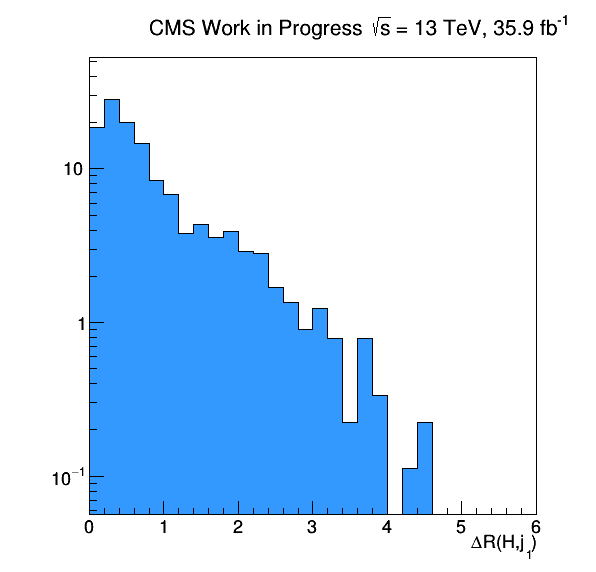 CMS Work in Progress √s = 13 TeV, 35.9 fb⁻¹
10
1
10⁻¹
0 1 2 3 4 5 6
ΔR(H,j₁)